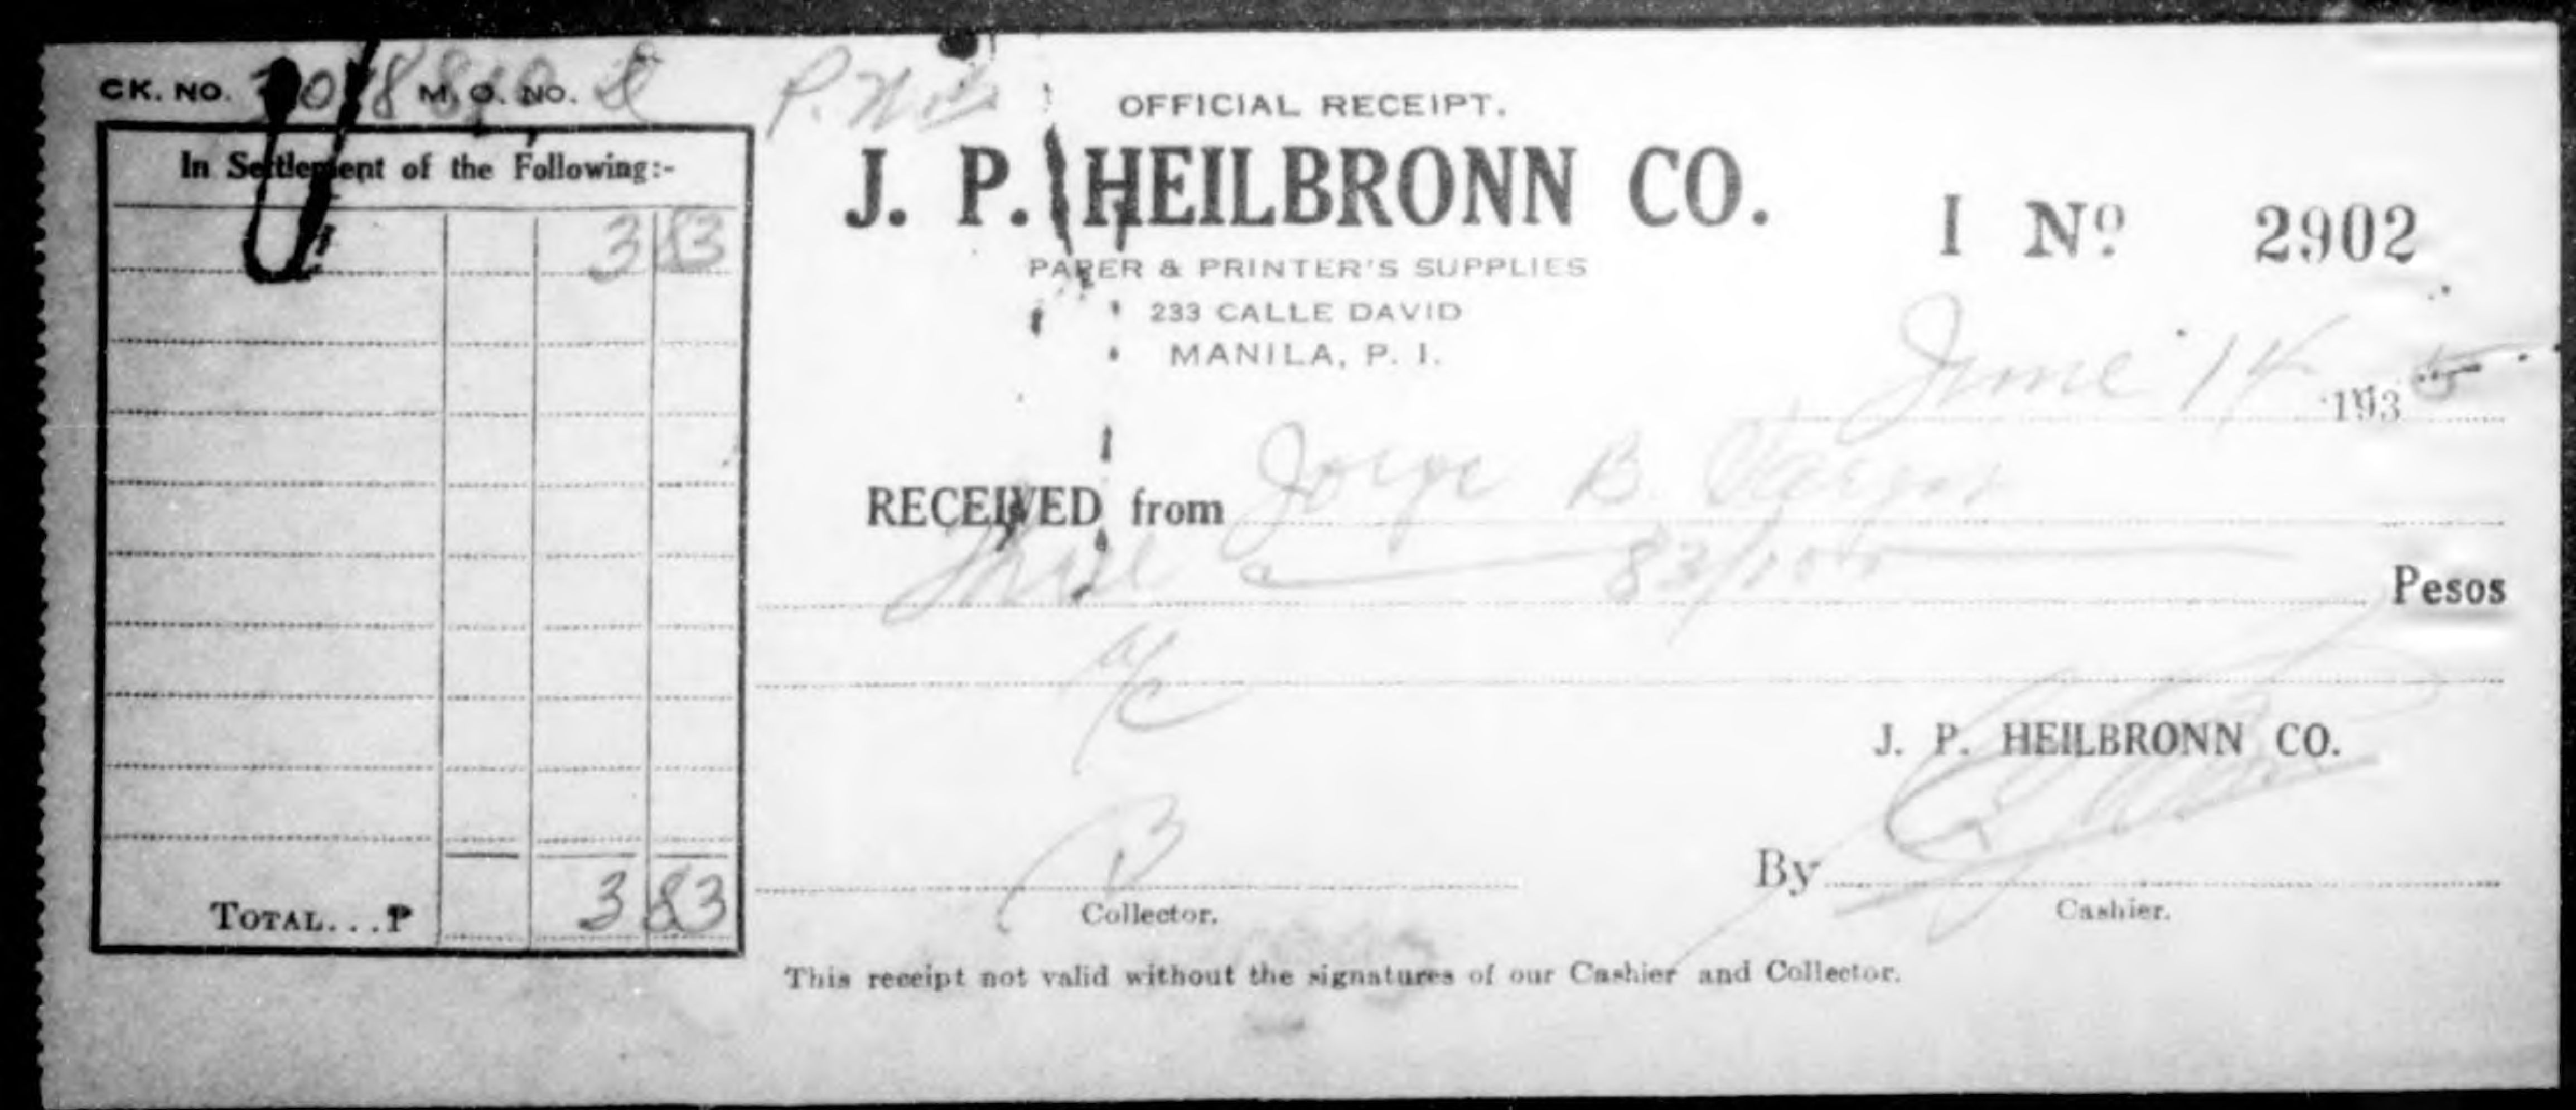 CK. NO. M. O. NO.
P.N.B
OFFICIAL RECEIPT.
J. P. HEILBRONN CO.
PAPER & PRINTER'S SUPPLIES
233 CALLE DAVID
MANILA, P. I.
I Nº 2902
June 14 1935
In Settlement of the Following:-
3 83
TOTAL...P 3 83
RECEIVED from Jorge B. Vargas
Three 83/100 Pesos
a/c
J. P. HEILBRONN CO.
By
Collector.
Cashier.
This receipt not valid without the signatures of our Cashier and Collector.